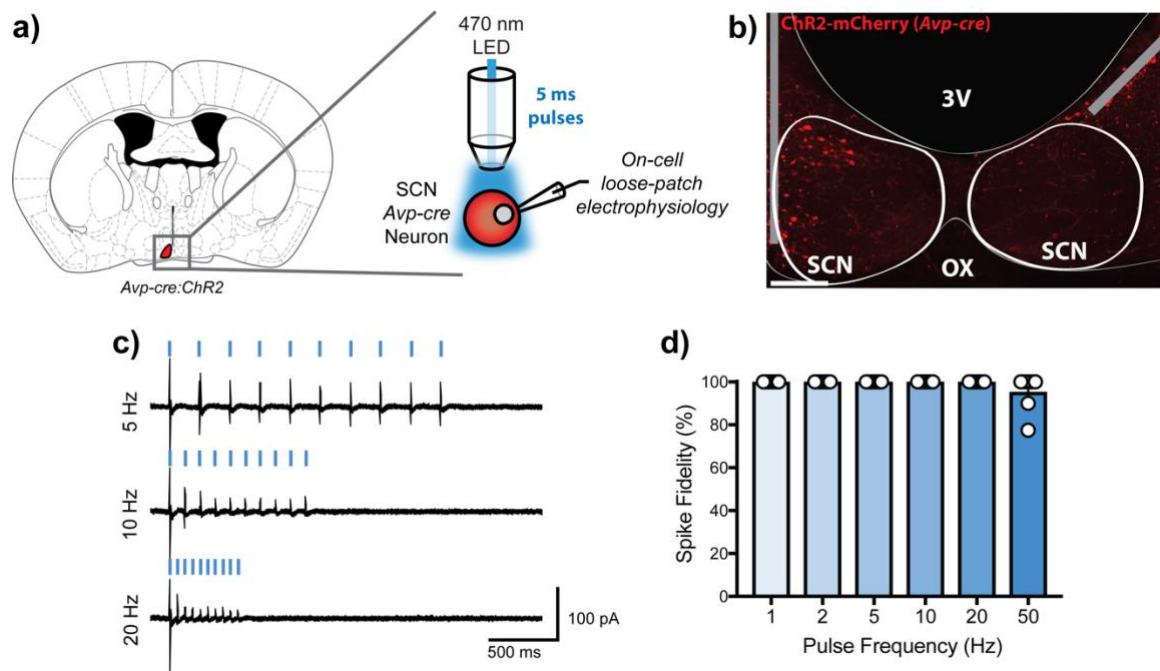 a)
470 nm
LED
5 ms
pulses
SCN
Avp-cre
Neuron
On-cell
loose-patch
electrophysiology
Avp-cre:ChR2
b)
ChR2-mCherry (Avp-cre)
3V
SCN
OX
SCN
c)
5 Hz
10 Hz
20 Hz
100 pA
500 ms
d)
Spike Fidelity (%)
100
80
60
40
20
0
1 2 5 10 20 50
Pulse Frequency (Hz)